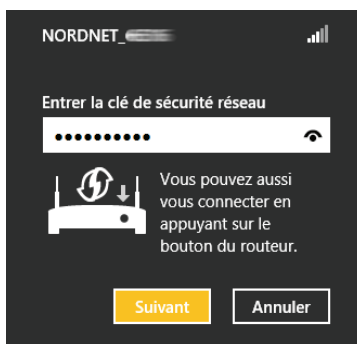 NORDNET_
Entrer la clé de sécurité réseau
••••••••••
Vous pouvez aussi
vous connecter en
appuyant sur le
bouton du routeur.
Suivant
Annuler